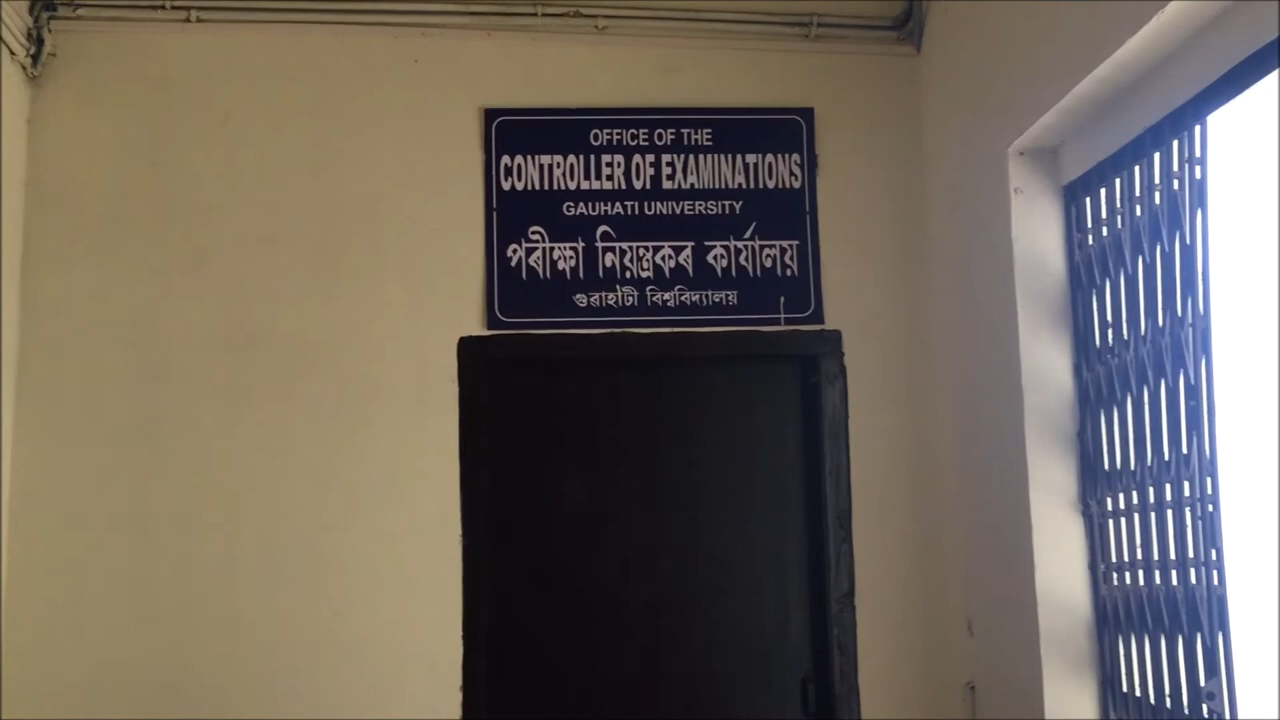 OFFICE OF THE
CONTROLLER OF EXAMINATIONS
GAUHATI UNIVERSITY
পৰীক্ষা নিয়ন্ত্ৰকৰ কাৰ্যালয়
গুৱাহাটী বিশ্ববিদ্যালয়